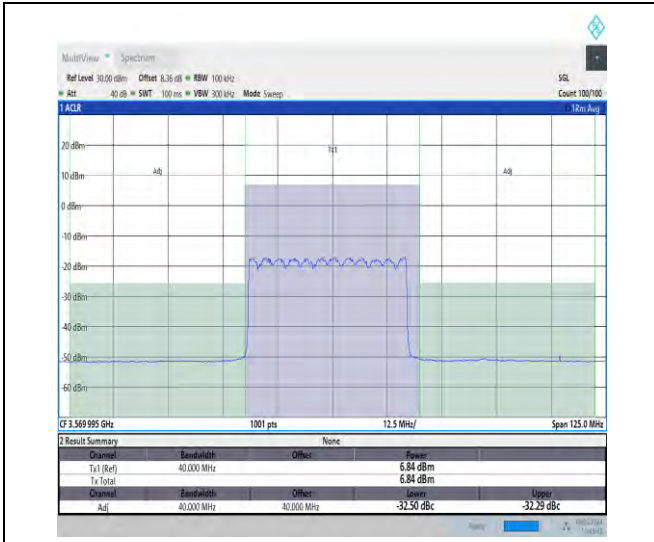 MultiView Spectrum
Ref Level 30.00 dBm Offset 8.36 dB RBW 100 kHz SGL
Att 40 dB SWT 100 ms VBW 300 kHz Mode Sweep Count 100/100
1 ACLR 1Rm Avg
20 dBm
Tx1
10 dBm
Adj Adj
0 dBm
-10 dBm
-20 dBm
-30 dBm
-40 dBm
-50 dBm
-60 dBm
CF 3.569 995 GHz 1001 pts 12.5 MHz/ Span 125.0 MHz
2 Result Summary None
Channel Bandwidth Offset Power
Tx1 (Ref) 40.000 MHz 6.84 dBm
Tx Total 6.84 dBm
Channel Bandwidth Offset Lower Upper
Adj 40.000 MHz 40.000 MHz -32.50 dBc -32.29 dBc